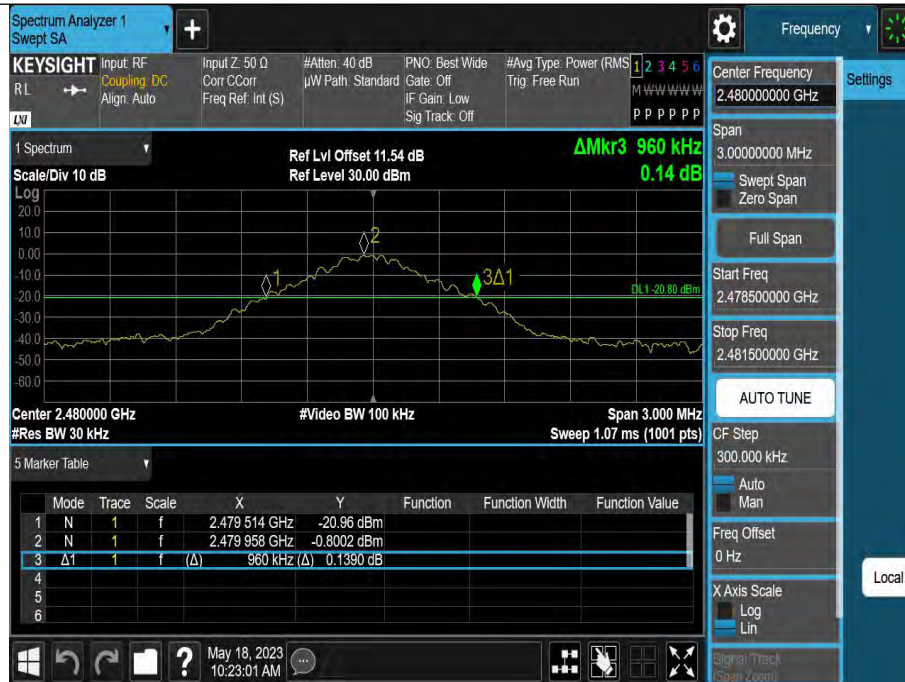 Spectrum Analyzer 1
Swept SA
+
Frequency
KEYSIGHT
RL
LXI
Input: RF
Coupling: DC
Align: Auto
Input Z: 50 Ω
Corr CCorr
Freq Ref: Int (S)
#Atten: 40 dB
µW Path: Standard
PNO: Best Wide
Gate: Off
IF Gain: Low
Sig Track: Off
#Avg Type: Power (RMS
Trig: Free Run
1 2 3 4 5 6
M W W W W W
P P P P P P
1 Spectrum
Scale/Div 10 dB
Ref Lvl Offset 11.54 dB
Ref Level 30.00 dBm
ΔMkr3 960 kHz
0.14 dB
Log
20.0
10.0
0.00
-10.0
-20.0
-30.0
-40.0
-50.0
-60.0
1
2
3Δ1
DL1 -20.80 dBm
Center 2.480000 GHz
#Video BW 100 kHz
Span 3.000 MHz
#Res BW 30 kHz
Sweep 1.07 ms (1001 pts)
5 Marker Table
Mode Trace Scale X Y Function Function Width Function Value
1 N 1 f 2.479 514 GHz -20.96 dBm
2 N 1 f 2.479 958 GHz -0.8002 dBm
3 Δ1 1 f (Δ) 960 kHz (Δ) 0.1390 dB
4
5
6
?
May 18, 2023
10:23:01 AM
Center Frequency
2.480000000 GHz
Span
3.00000000 MHz
Swept Span
Zero Span
Full Span
Start Freq
2.478500000 GHz
Stop Freq
2.481500000 GHz
AUTO TUNE
CF Step
300.000 kHz
Auto
Man
Freq Offset
0 Hz
X Axis Scale
Log
Lin
Signal Track
(Span Zoom)
Settings
Local